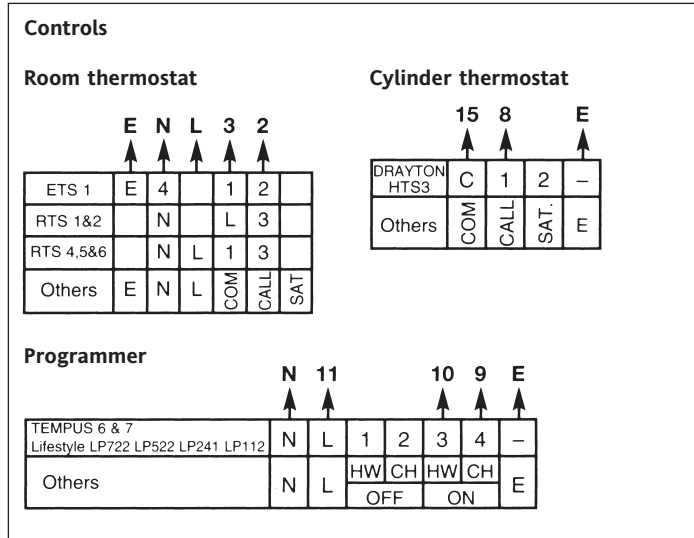 Controls
Room thermostat
E N L 3 2
ETS 1 E 4 1 2
RTS 1&2 N L 3
RTS 4,5&6 N L 1 3
Others E N L COM CALL SAT
Cylinder thermostat
15 8 E
DRAYTON
HTS3 C 1 2 –
Others COM CALL SAT. E
Programmer
N 11 10 9 E
TEMPUS 6 & 7
Lifestyle LP722 LP522 LP241 LP112 N L 1 2 3 4 –
Others N L HW CH HW CH E
OFF ON